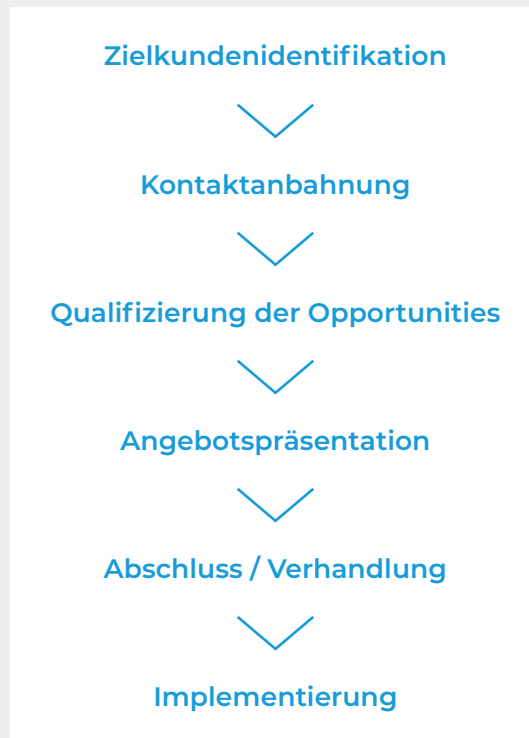 Zielkundenidentifikation
Kontaktanbahnung
Qualifizierung der Opportunities
Angebotspräsentation
Abschluss / Verhandlung
Implementierung